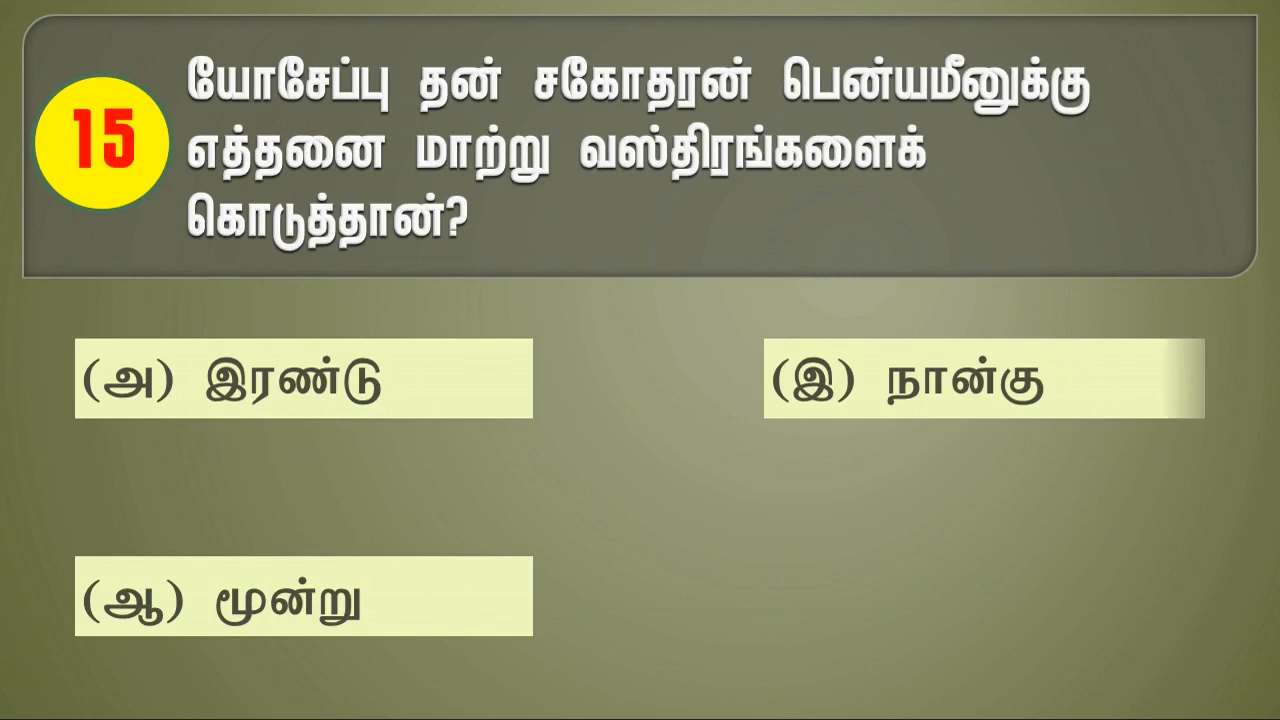 15
யோசேப்பு தன் சகோதரன் பென்யமீனுக்கு
எத்தனை மாற்று வஸ்திரங்களைக்
கொடுத்தான்?
(அ) இரண்டு
(இ) நான்கு
(ஆ) மூன்று